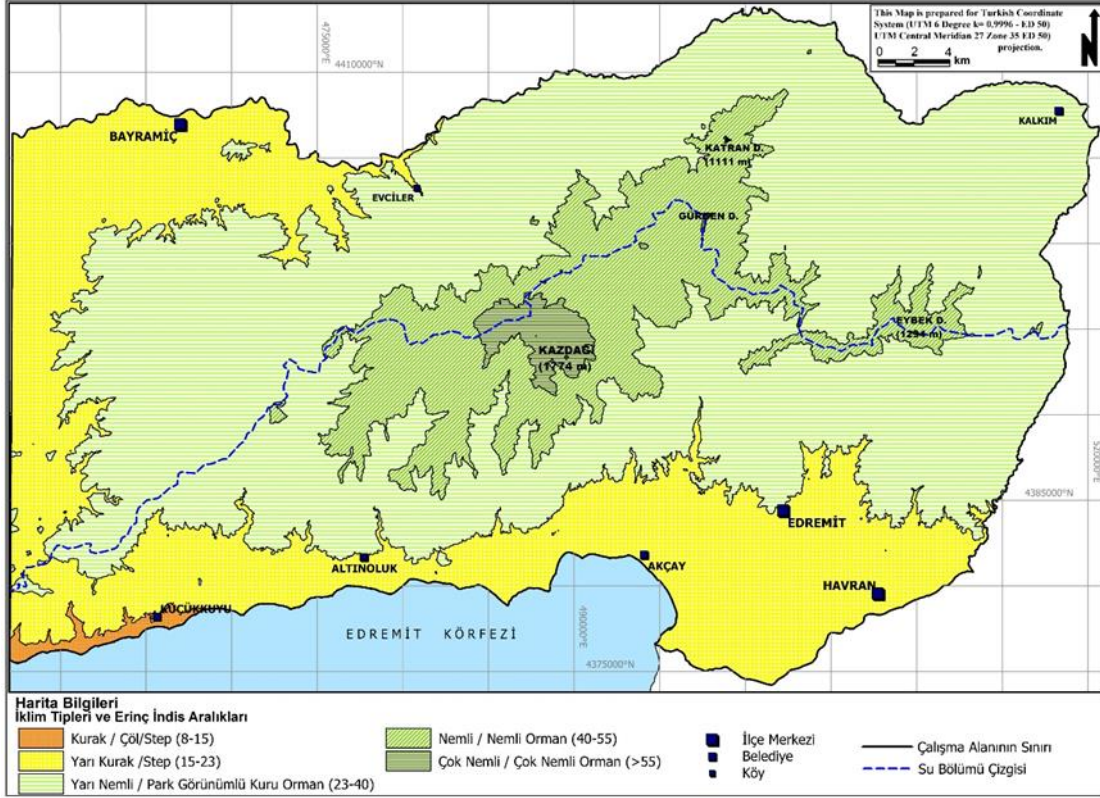 This Map is prepared for Turkish Coordinate
System (UTM 6 Degree k= 0.9996 - ED 50)
UTM Central Meridian 27 Zone 35 ED 50)
projection.
0 2 4
km
N
475000°E
4410000°N
BAYRAMİÇ
KALKIM
KATRAN D.
(1111 m)
EVCİLER
GÜRGEN D.
EYBEK D.
(1294 m)
KAZDAĞI
(1774 m)
520000°E
4385000°N
EDREMİT
ALTINOLUK
AKÇAY
HAVRAN
KÜÇÜKKUYU
EDREMİT KÖRFEZİ
490000°E
4375000°N
Harita Bilgileri
İklim Tipleri ve Erinç İndis Aralıkları
Kurak / Çöl/Step (8-15)
Yarı Kurak /Step (15-23)
Yarı Nemli / Park Görünümlü Kuru Orman (23-40)
Nemli / Nemli Orman (40-55)
Çok Nemli / Çok Nemli Orman (>55)
İlçe Merkezi
Belediye
Köy
Çalışma Alanının Sınırı
Su Bölümü Çizgisi